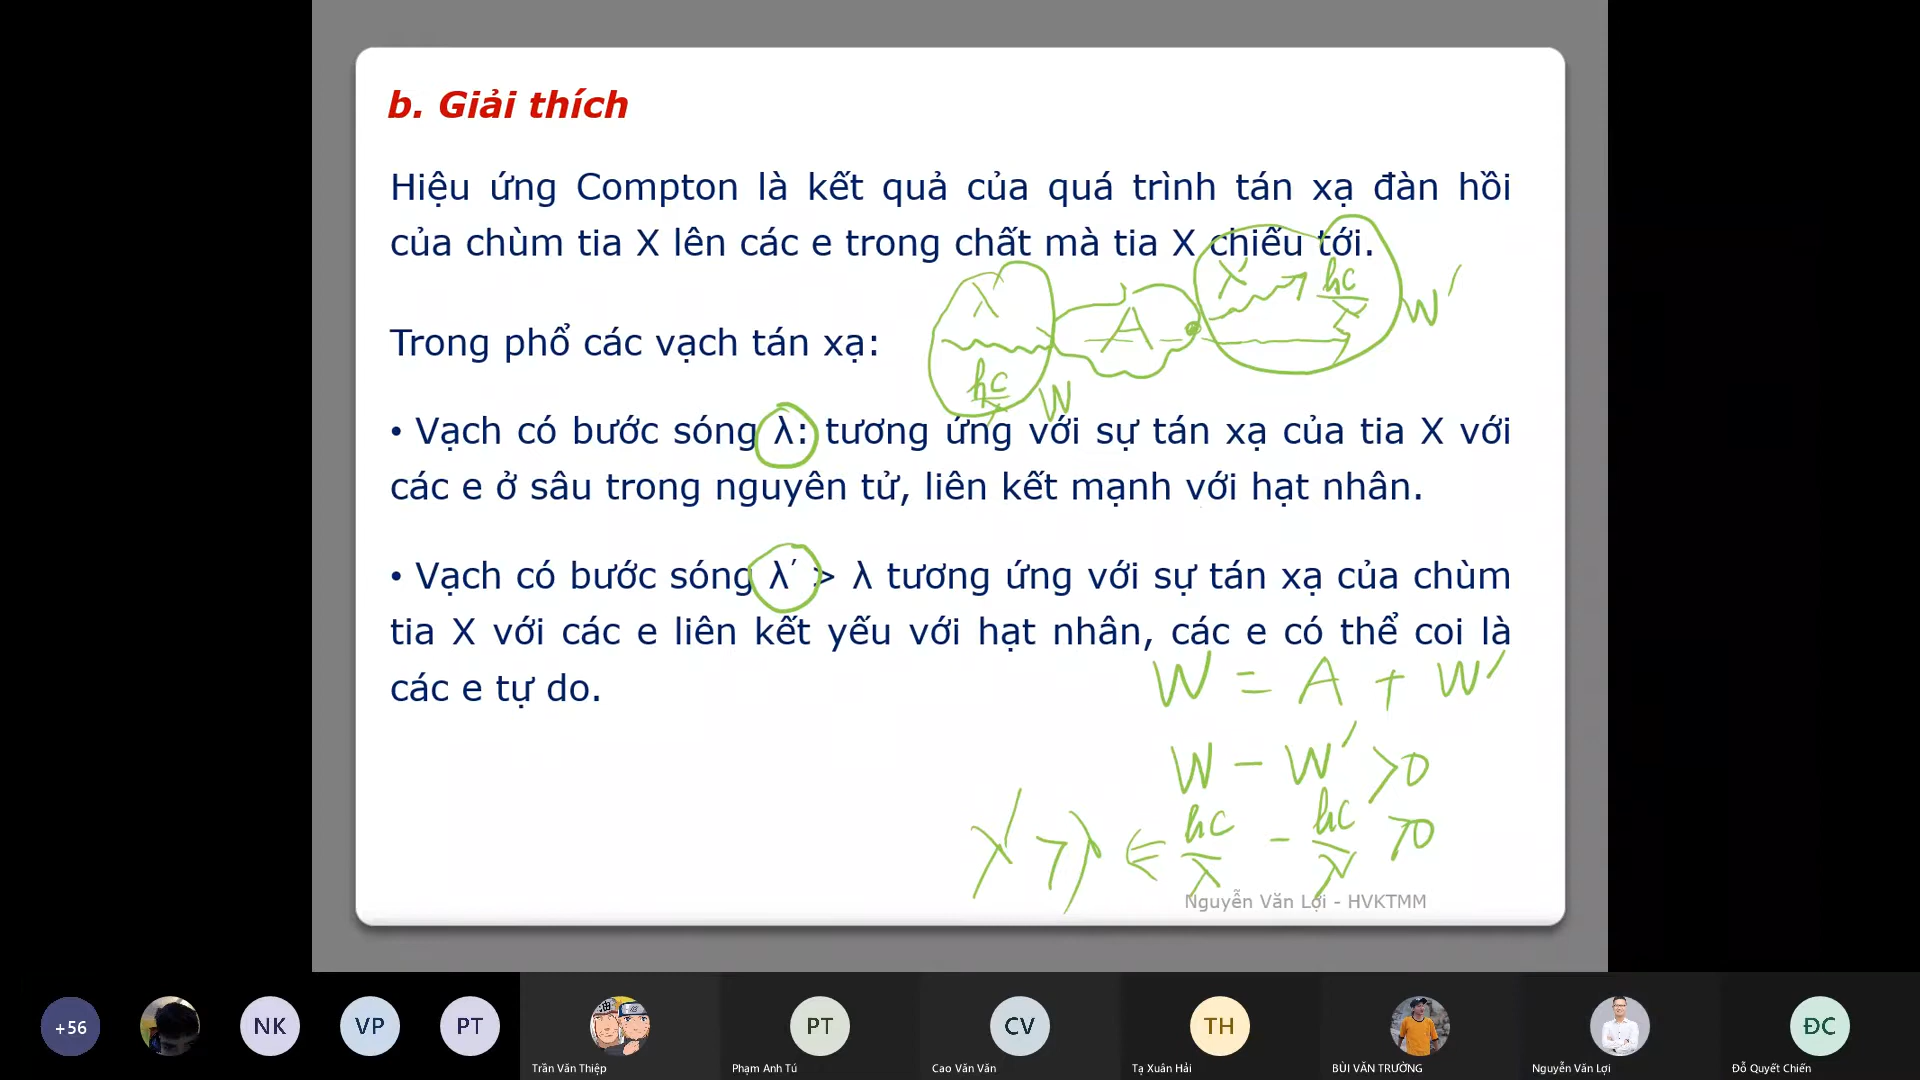 b. Giải thích
Hiệu ứng Compton là kết quả của quá trình tán xạ đàn hồi
của chùm tia X lên các e trong chất mà tia X chiếu tới.
λ
hc
λ
W
A
λ'
hc
λ'
W'
Trong phổ các vạch tán xạ:
• Vạch có bước sóng λ: tương ứng với sự tán xạ của tia X với
các e ở sâu trong nguyên tử, liên kết mạnh với hạt nhân.
• Vạch có bước sóng λ′ > λ tương ứng với sự tán xạ của chùm
tia X với các e liên kết yếu với hạt nhân, các e có thể coi là
các e tự do.
W = A + W'
W - W' > 0
λ' > λ ⇐ hc/λ - hc/λ' > 0
Nguyễn Văn Lợi - HVKTMM
+56
NK
VP
PT
PT
CV
TH
ĐC
Trần Văn Thiệp
Phạm Anh Tú
Cao Văn Văn
Tạ Xuân Hải
BÙI VĂN TRƯỜNG
Nguyễn Văn Lợi
Đỗ Quyết Chiến